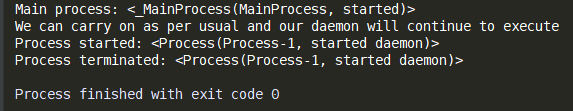 Main process: <_MainProcess(MainProcess, started)>
We can carry on as per usual and our daemon will continue to execute
Process started: <Process(Process-1, started daemon)>
Process terminated: <Process(Process-1, started daemon)>
Process finished with exit code 0